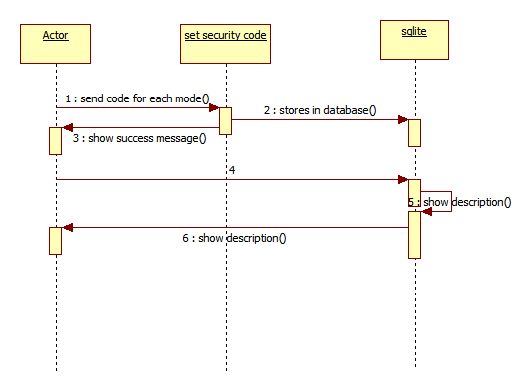 Actor
set security code
sqlite
1 : send code for each mode()
2 : stores in database()
3 : show success message()
4
5 : show description()
6 : show description()